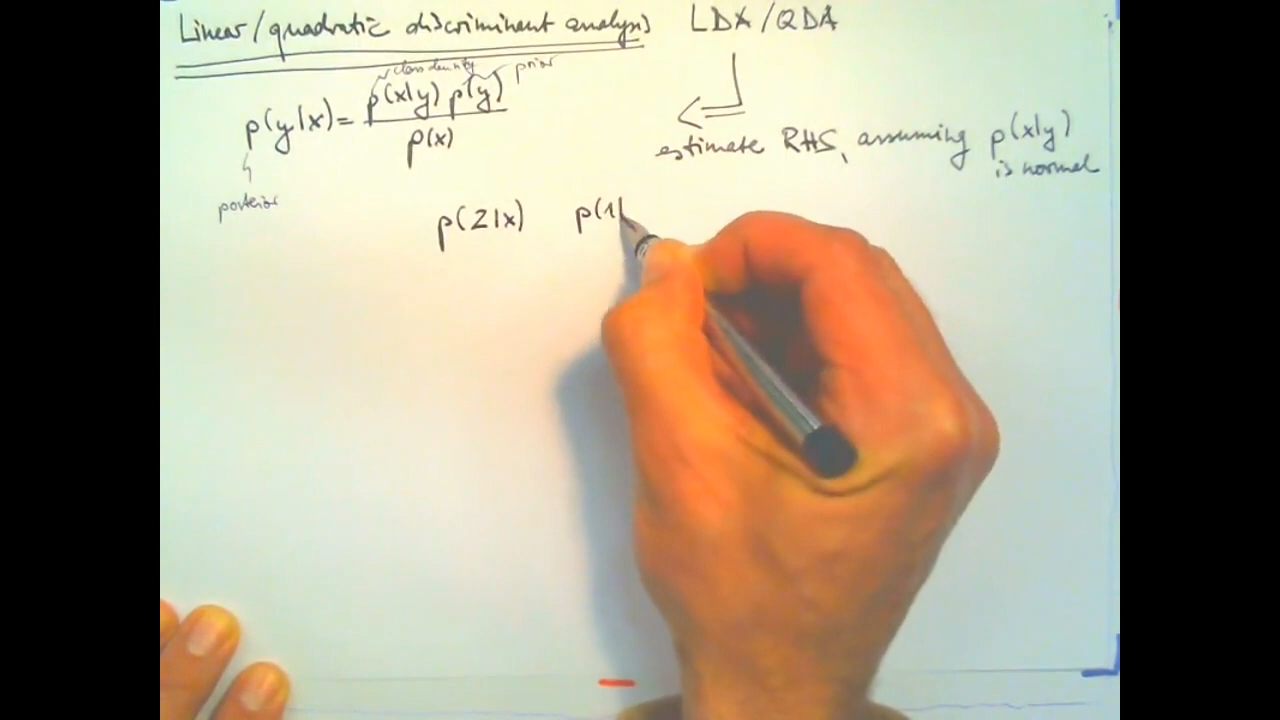 Linear/quadratic discriminant analysis LDA/QDA
class density prior
p(y|x) = p(x|y) p(y) / p(x)
posterior
estimate RHS, assuming p(x|y)
is normal
p(2|x) p(1|